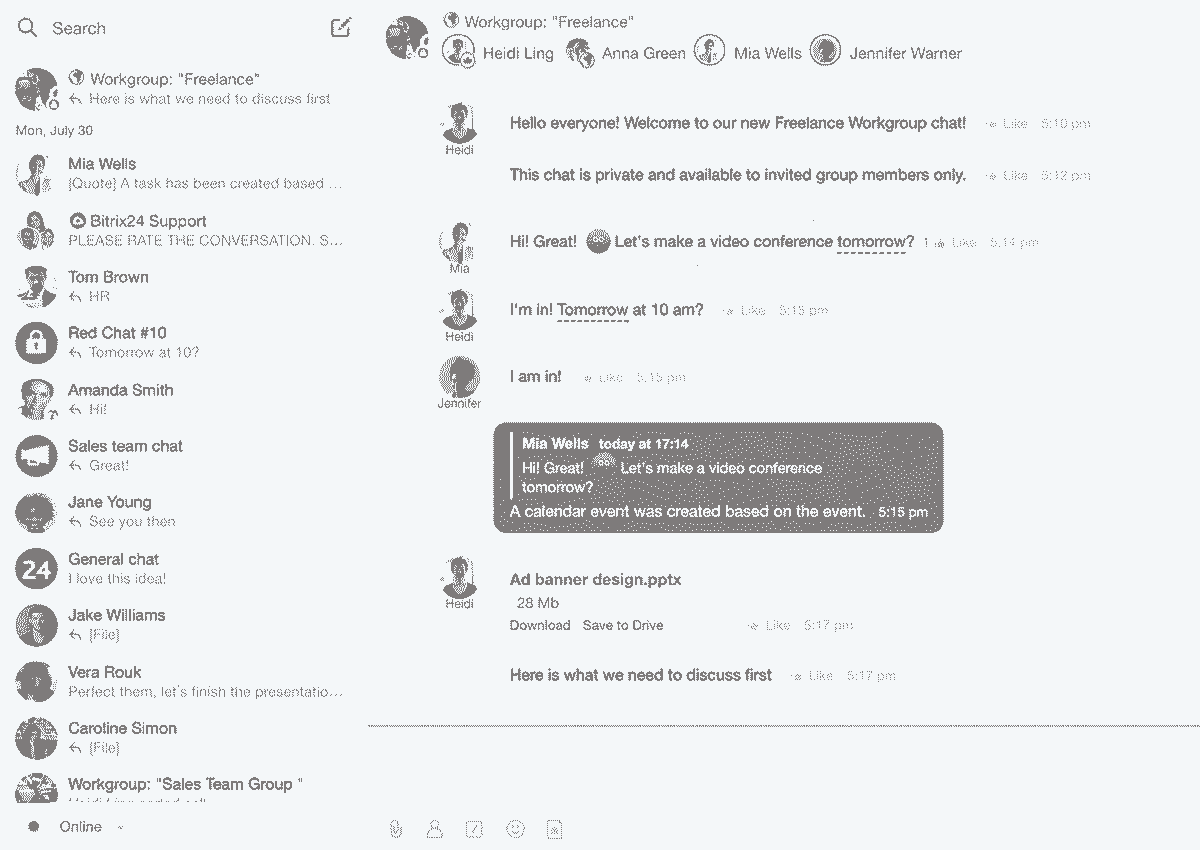 Search
Workgroup: "Freelance"
Here is what we need to discuss first
Mon, July 30
Mia Wells
[Quote] A task has been created based ...
Bitrix24 Support
PLEASE RATE THE CONVERSATION. S...
Tom Brown
HR
Red Chat #10
Tomorrow at 10?
Amanda Smith
Hi!
Sales team chat
Great!
Jane Young
See you then
24
General chat
I love this idea!
Jake Williams
[File]
Vera Rouk
Perfect them, let's finish the presentatio...
Caroline Simon
[File]
Workgroup: "Sales Team Group "
Online
Workgroup: "Freelance"
Heidi Ling Anna Green Mia Wells Jennifer Warner
Hello everyone! Welcome to our new Freelance Workgroup chat! Like 5:10 pm
Heidi
This chat is private and available to invited group members only. Like 5:12 pm
Hi! Great! Let's make a video conference tomorrow? 1 Like 5:14 pm
Mia
I'm in! Tomorrow at 10 am? Like 5:15 pm
Heidi
I am in! Like 5:15 pm
Jennifer
Mia Wells today at 17:14
Hi! Great! Let's make a video conference
tomorrow?
A calendar event was created based on the event. 5:15 pm
Ad banner design.pptx
Heidi
28 Mb
Download Save to Drive Like 5:17 pm
Here is what we need to discuss first Like 5:17 pm